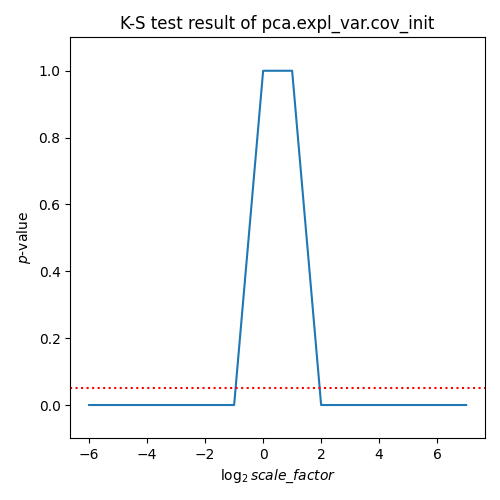 K-S test result of pca.expl_var.cov_init
1.0
0.8
0.6
0.4
0.2
0.0
p-value
−6 −4 −2 0 2 4 6
log₂ scale_factor